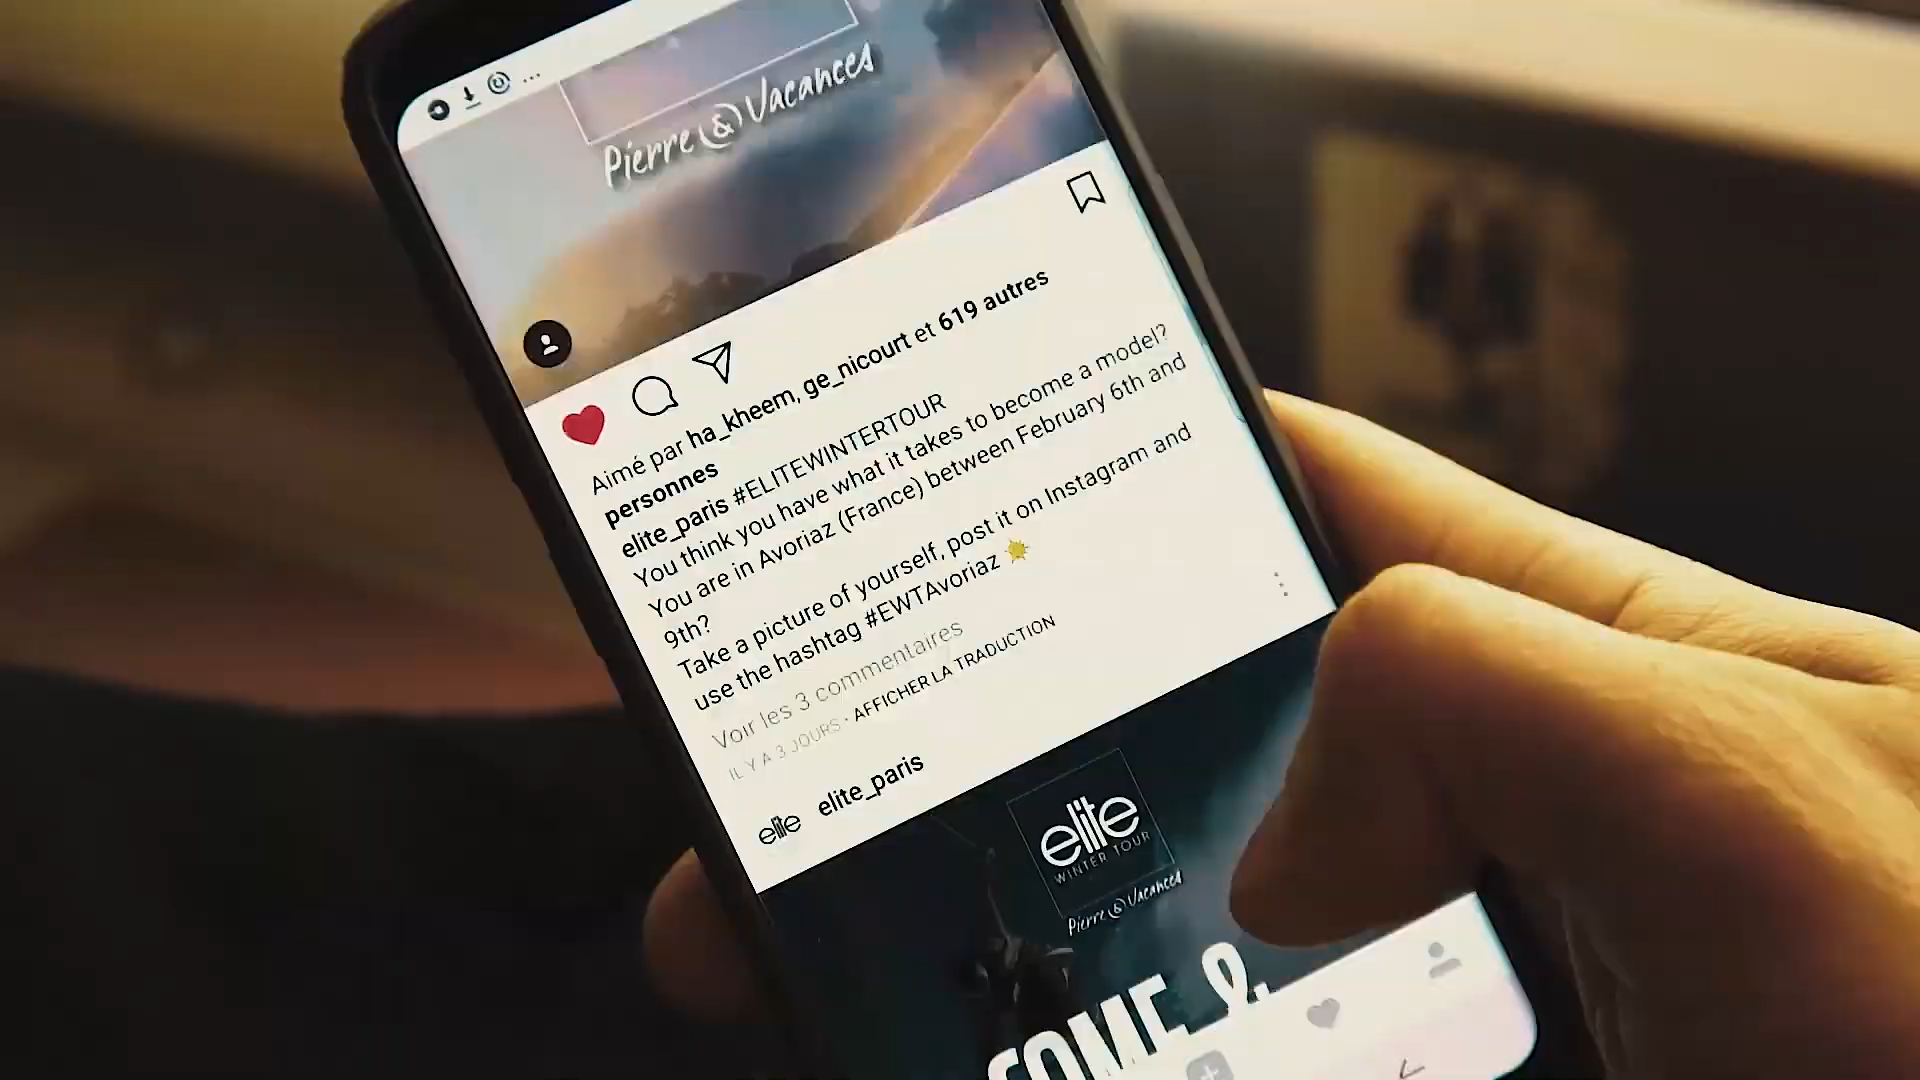 Pierre & Vacances
Aimé par ha_kheem, ge_nicourt et 619 autres
personnes
elite_paris #ELITEWINTERTOUR
You think you have what it takes to become a model?
You are in Avoriaz (France) between February 6th and
9th?
Take a picture of yourself, post it on Instagram and
use the hashtag #EWTAvoriaz
Voir les 3 commentaires
IL Y A 3 JOURS · AFFICHER LA TRADUCTION
elite elite_paris
elite
WINTER TOUR
Pierre & Vacances
COME &